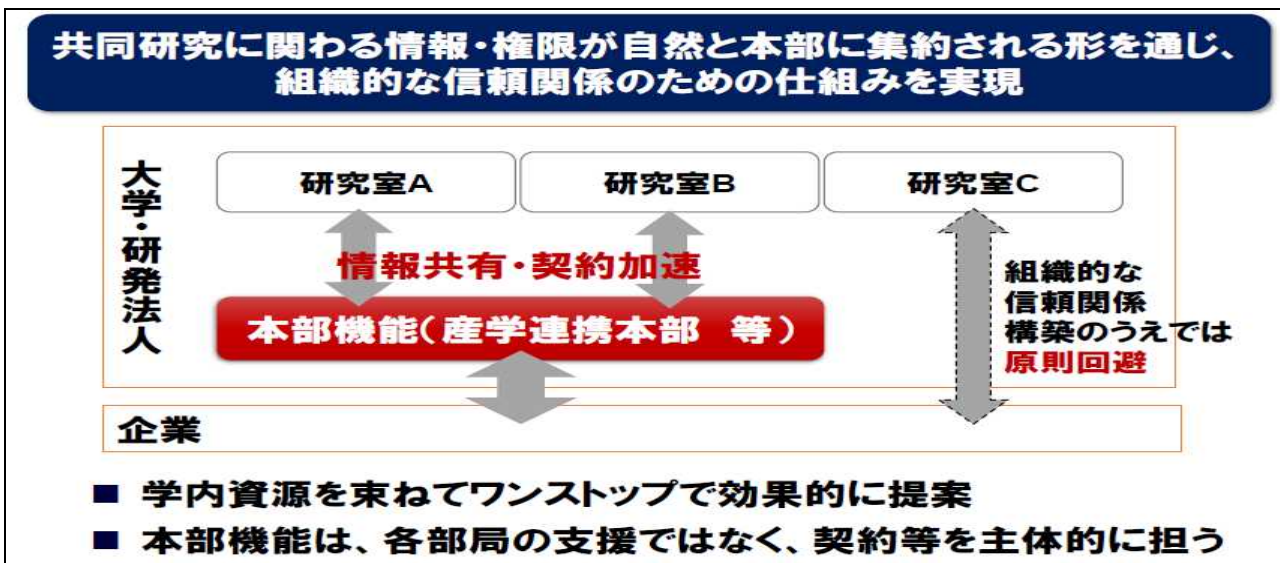 共同研究に関わる情報・権限が自然と本部に集約される形を通じ、
組織的な信頼関係のための仕組みを実現
大学・研発法人
研究室A
研究室B
研究室C
情報共有・契約加速
本部機能(産学連携本部 等)
組織的な
信頼関係
構築のうえでは
原則回避
企業
■ 学内資源を束ねてワンストップで効果的に提案
■ 本部機能は、各部局の支援ではなく、契約等を主体的に担う